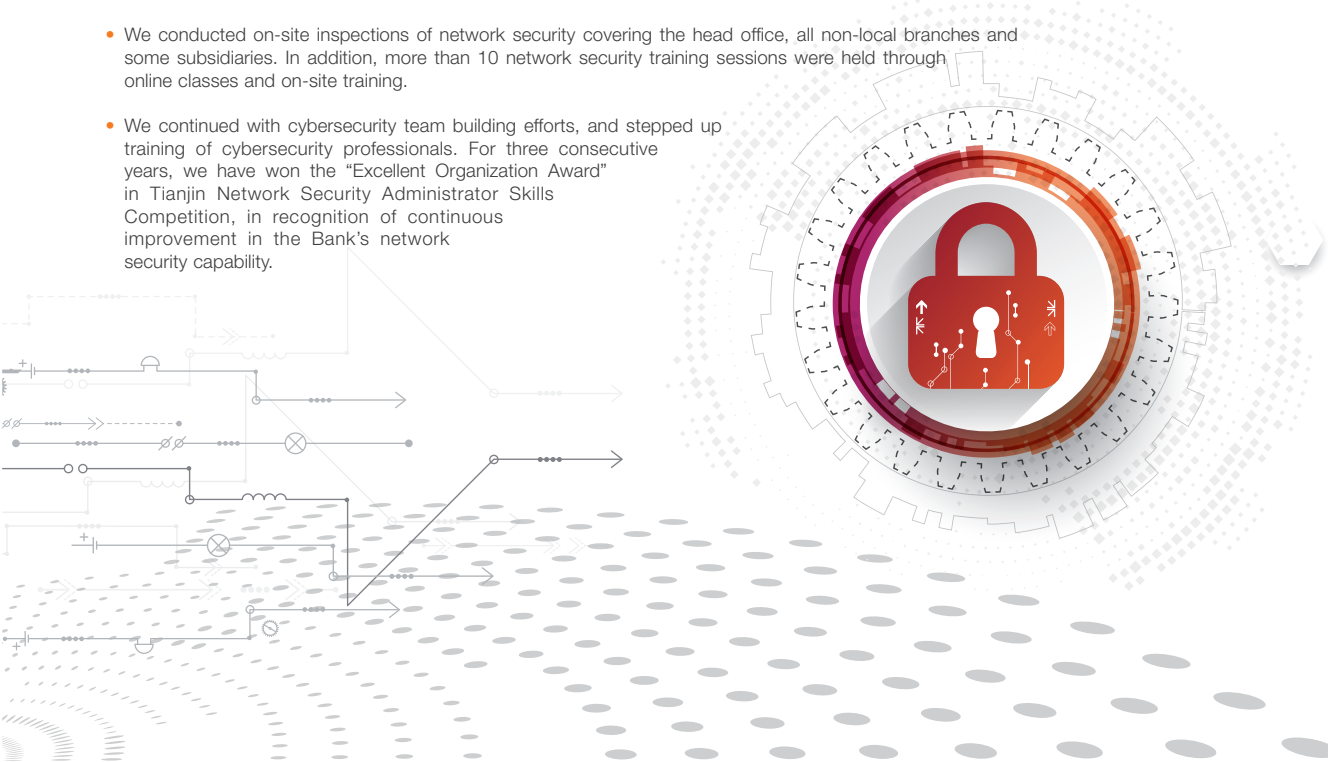 • We conducted on-site inspections of network security covering the head office, all non-local branches and
some subsidiaries. In addition, more than 10 network security training sessions were held through
online classes and on-site training.
• We continued with cybersecurity team building efforts, and stepped up
training of cybersecurity professionals. For three consecutive
years, we have won the “Excellent Organization Award”
in Tianjin Network Security Administrator Skills
Competition, in recognition of continuous
improvement in the Bank’s network
security capability.